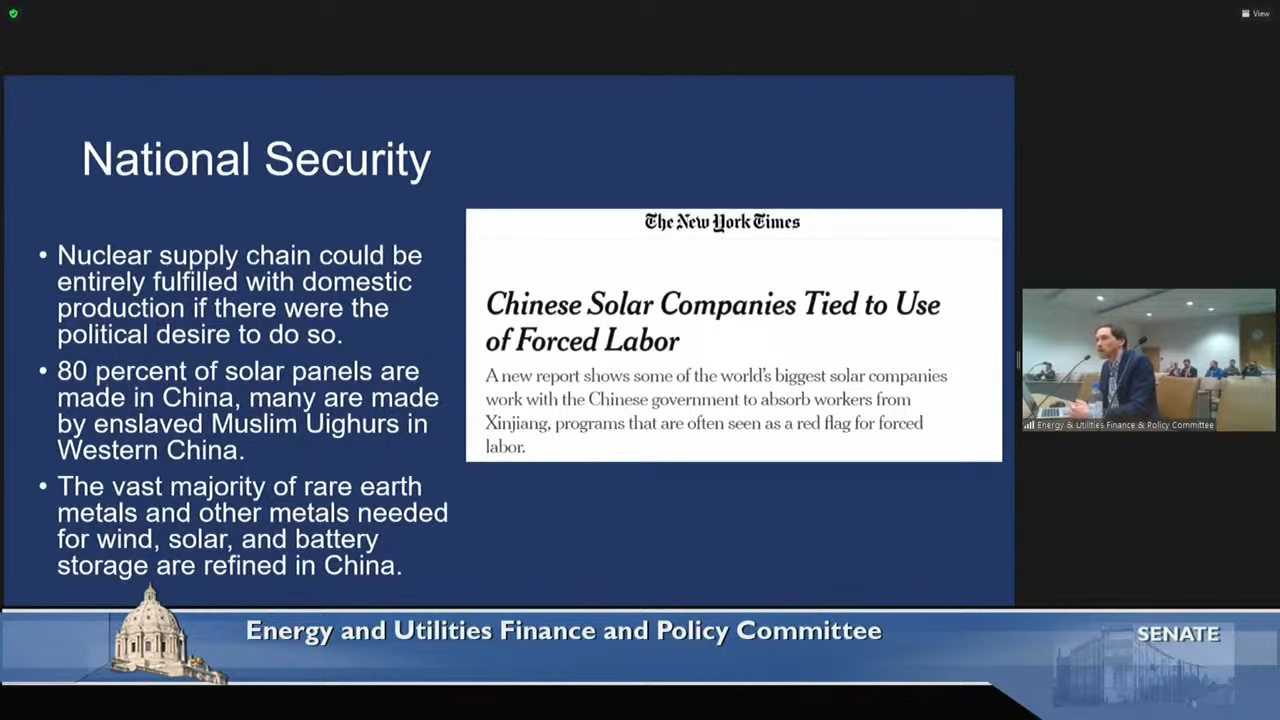 View
National Security
• Nuclear supply chain could be
entirely fulfilled with domestic
production if there were the
political desire to do so.
• 80 percent of solar panels are
made in China, many are made
by enslaved Muslim Uighurs in
Western China.
• The vast majority of rare earth
metals and other metals needed
for wind, solar, and battery
storage are refined in China.
The New York Times
Chinese Solar Companies Tied to Use
of Forced Labor
A new report shows some of the world's biggest solar companies
work with the Chinese government to absorb workers from
Xinjiang, programs that are often seen as a red flag for forced
labor.
Energy & Utilities Finance & Policy Committee
Energy and Utilities Finance and Policy Committee
SENATE